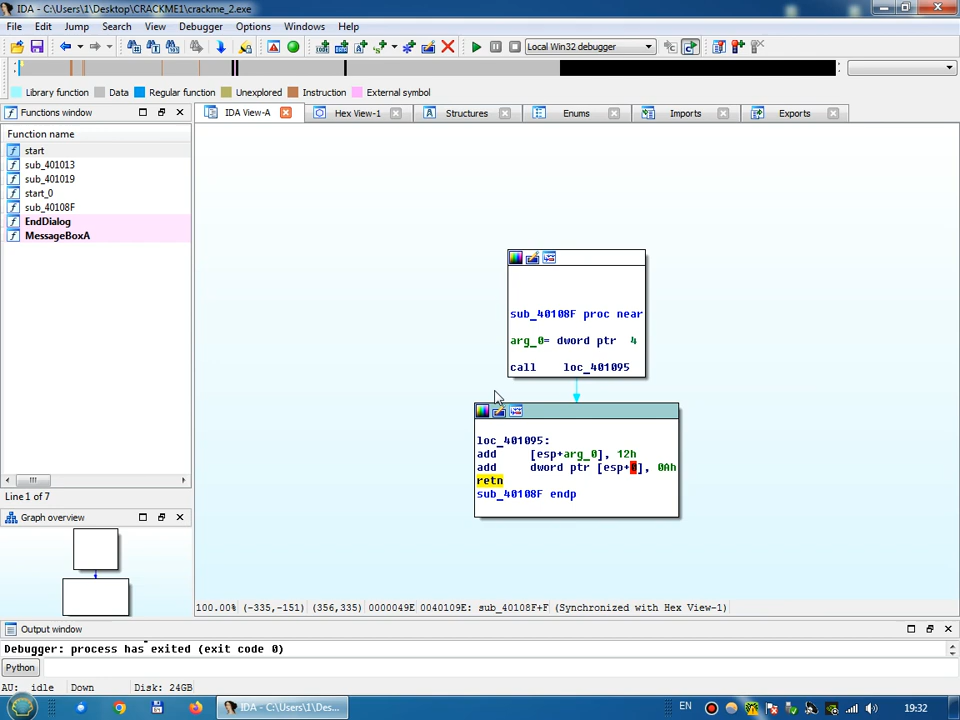 IDA - C:\Users\1\Desktop\CRACKME1\crackme_2.exe
File Edit Jump Search View Debugger Options Windows Help
Local Win32 debugger
Library function Data Regular function Unexplored Instruction External symbol
Functions window
IDA View-A Hex View-1 Structures Enums Imports Exports
Function name
start
sub_401013
sub_401019
start_0
sub_40108F
EndDialog
MessageBoxA
Line 1 of 7
Graph overview
sub_40108F proc near
arg_0= dword ptr 4
call loc_401095
loc_401095:
add [esp+arg_0], 12h
add dword ptr [esp+0], 0Ah
retn
sub_40108F endp
100.00% (-335,-151) (356,335) 0000049E 0040109E: sub_40108F+F (Synchronized with Hex View-1)
Output window
Debugger: process has exited (exit code 0)
Python
AU: idle Down Disk: 24GB
IDA - C:\Users\1\Des...
EN
19:32